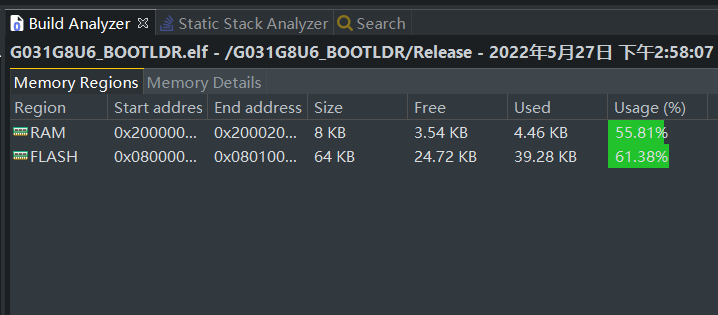 Build Analyzer Static Stack Analyzer Search
G031G8U6_BOOTLDR.elf - /G031G8U6_BOOTLDR/Release - 2022年5月27日 下午2:58:07
Memory Regions Memory Details
Region Start addres End address Size Free Used Usage (%)
RAM 0x200000... 0x200020... 8 KB 3.54 KB 4.46 KB 55.81%
FLASH 0x080000... 0x080100... 64 KB 24.72 KB 39.28 KB 61.38%